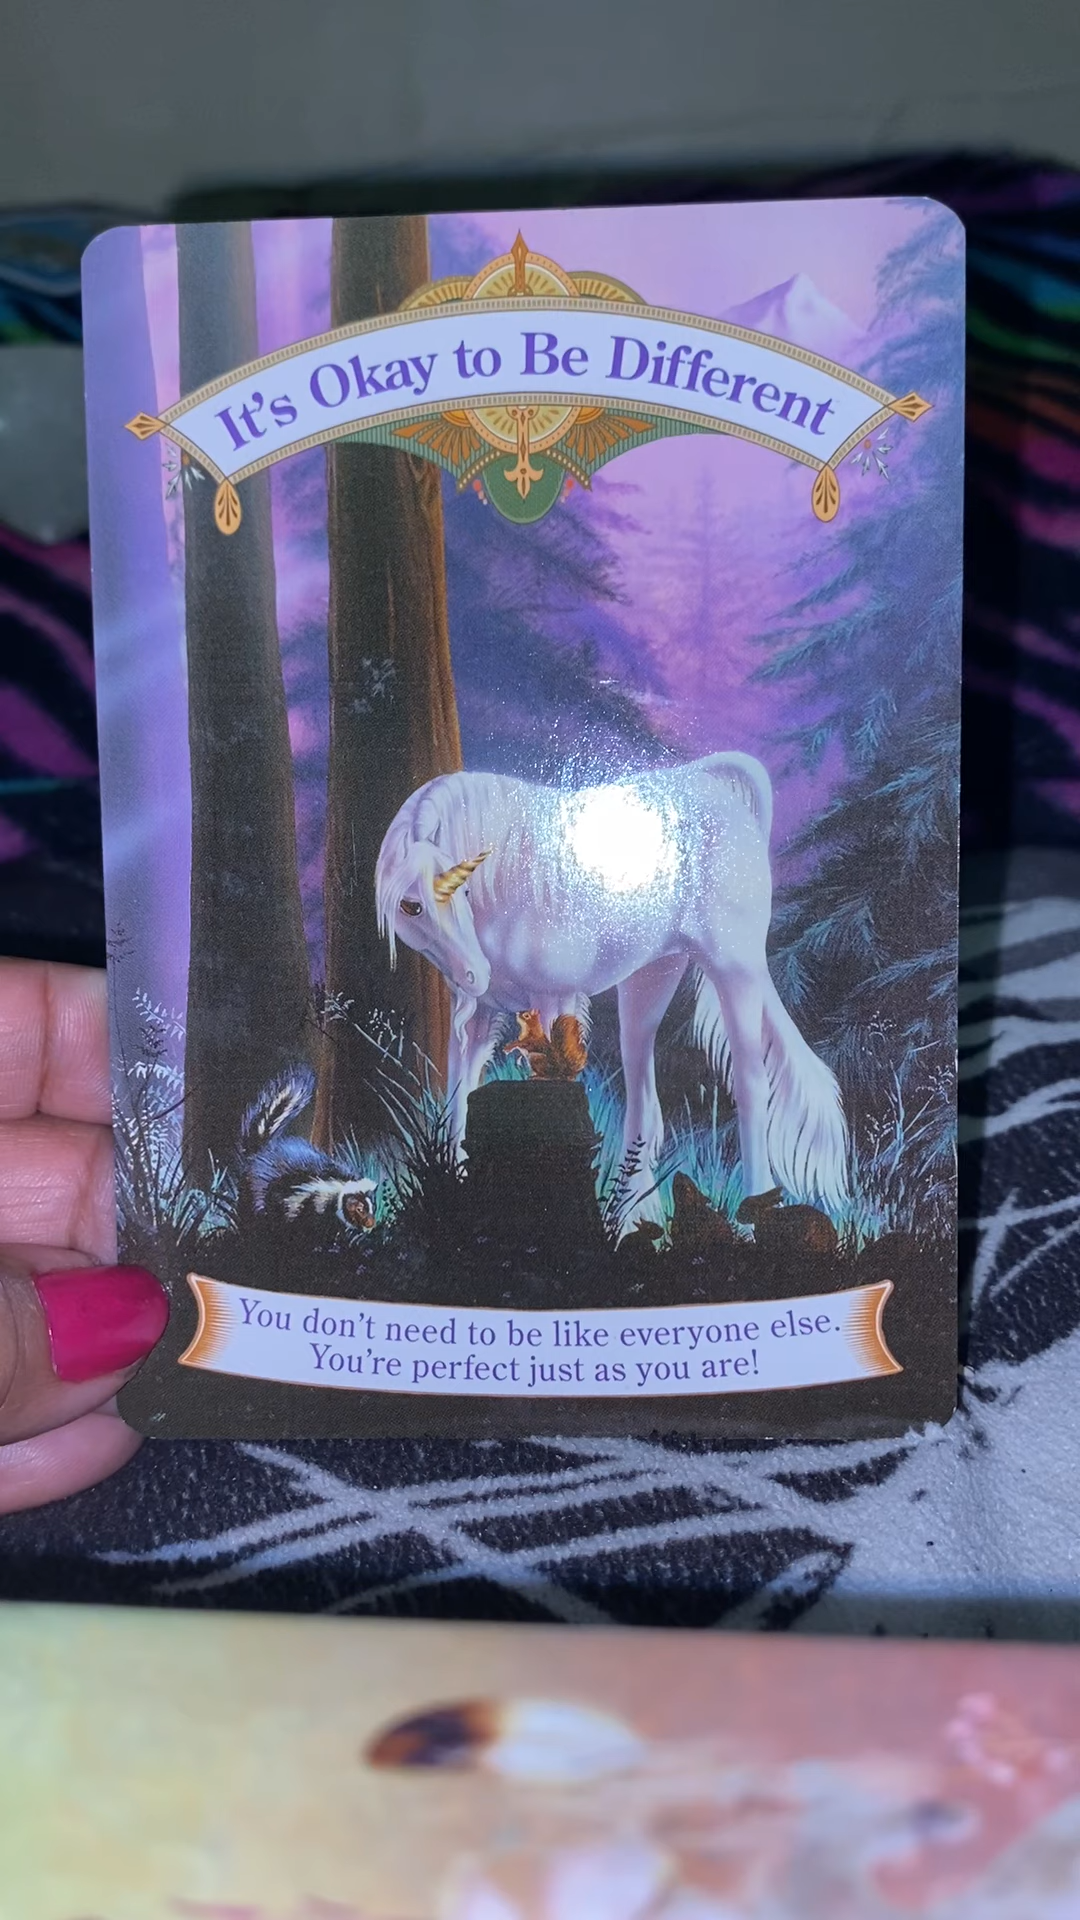 It's Okay to Be Different
You don't need to be like everyone else.
You're perfect just as you are!